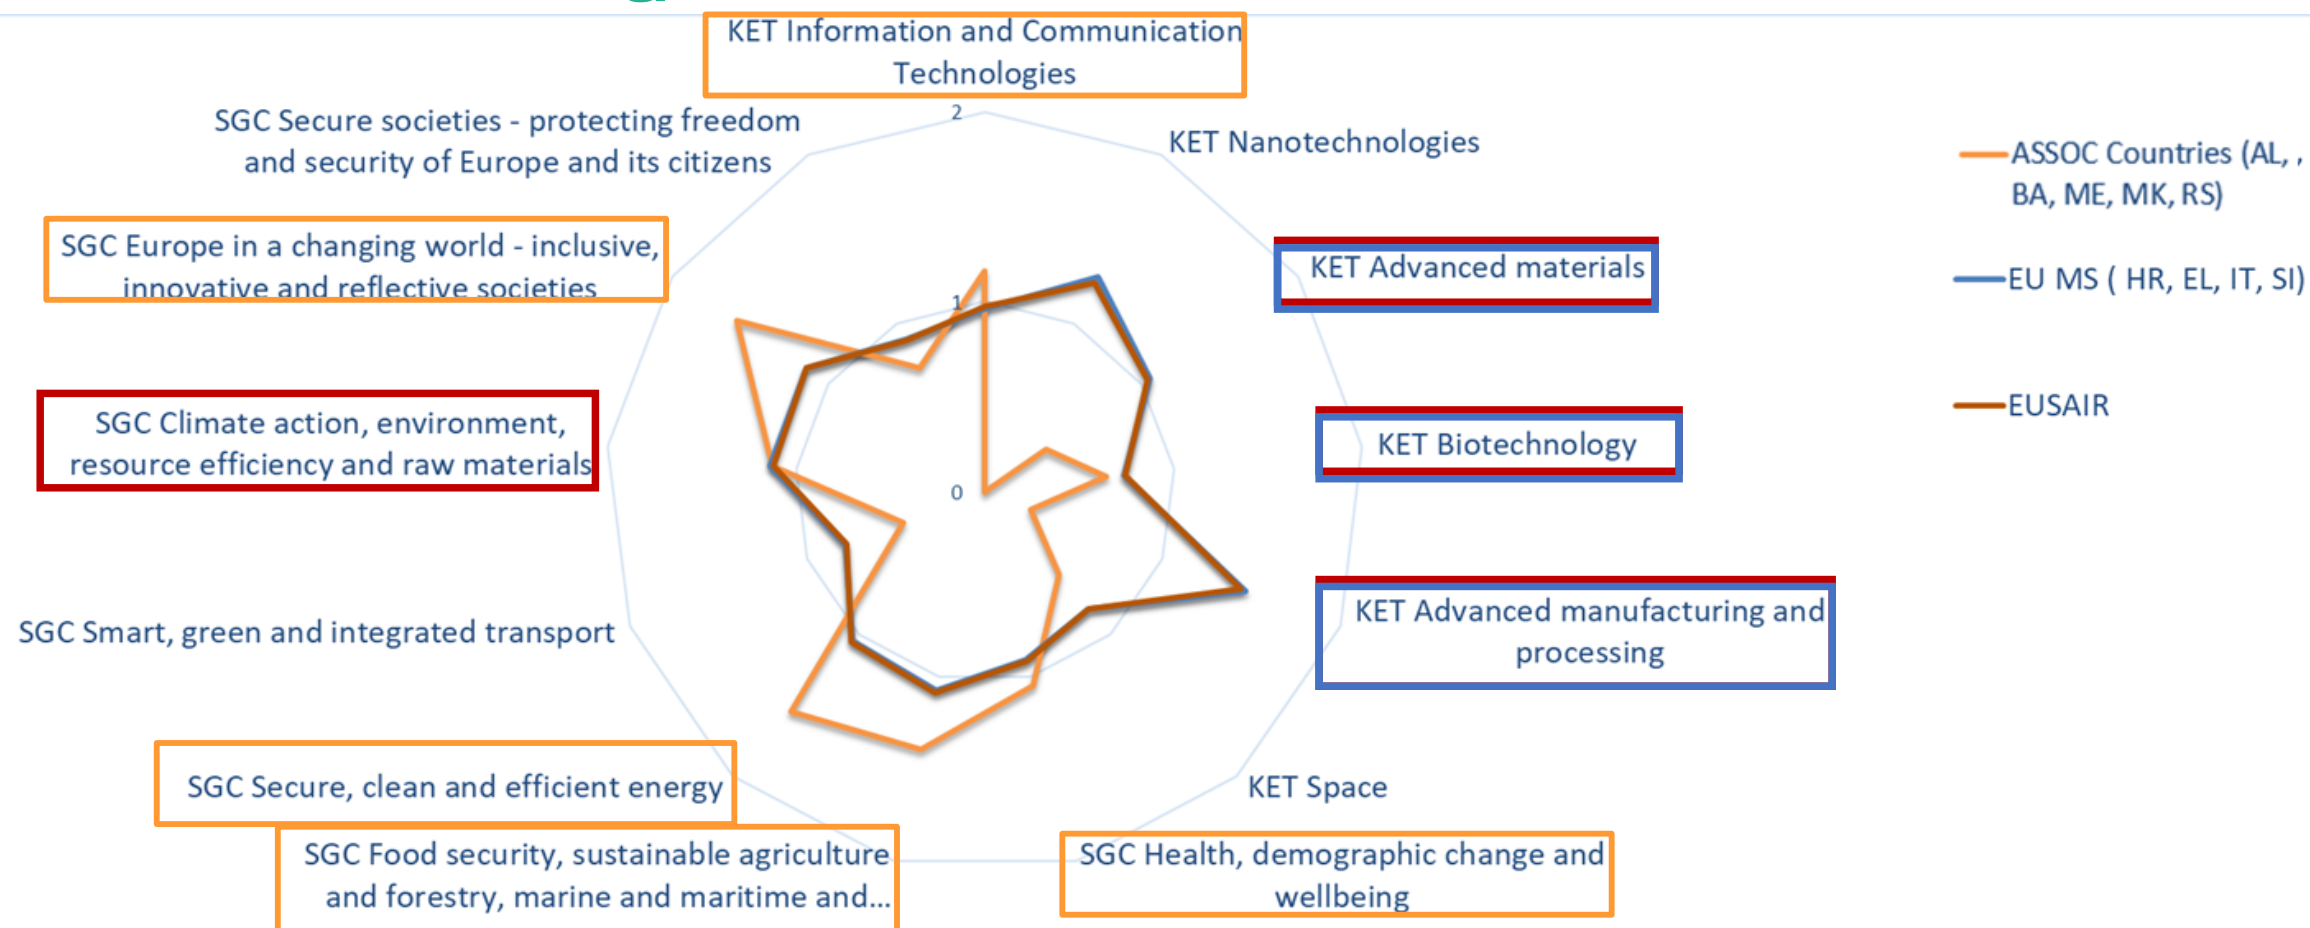 KET Information and Communication
Technologies
SGC Secure societies - protecting freedom
and security of Europe and its citizens
2
KET Nanotechnologies
ASSOC Countries (AL, ,
BA, ME, MK, RS)
SGC Europe in a changing world - inclusive,
innovative and reflective societies
KET Advanced materials
EU MS ( HR, EL, IT, SI)
1
SGC Climate action, environment,
resource efficiency and raw materials
KET Biotechnology
EUSAIR
0
SGC Smart, green and integrated transport
KET Advanced manufacturing and
processing
SGC Secure, clean and efficient energy
KET Space
SGC Food security, sustainable agriculture
and forestry, marine and maritime and...
SGC Health, demographic change and
wellbeing